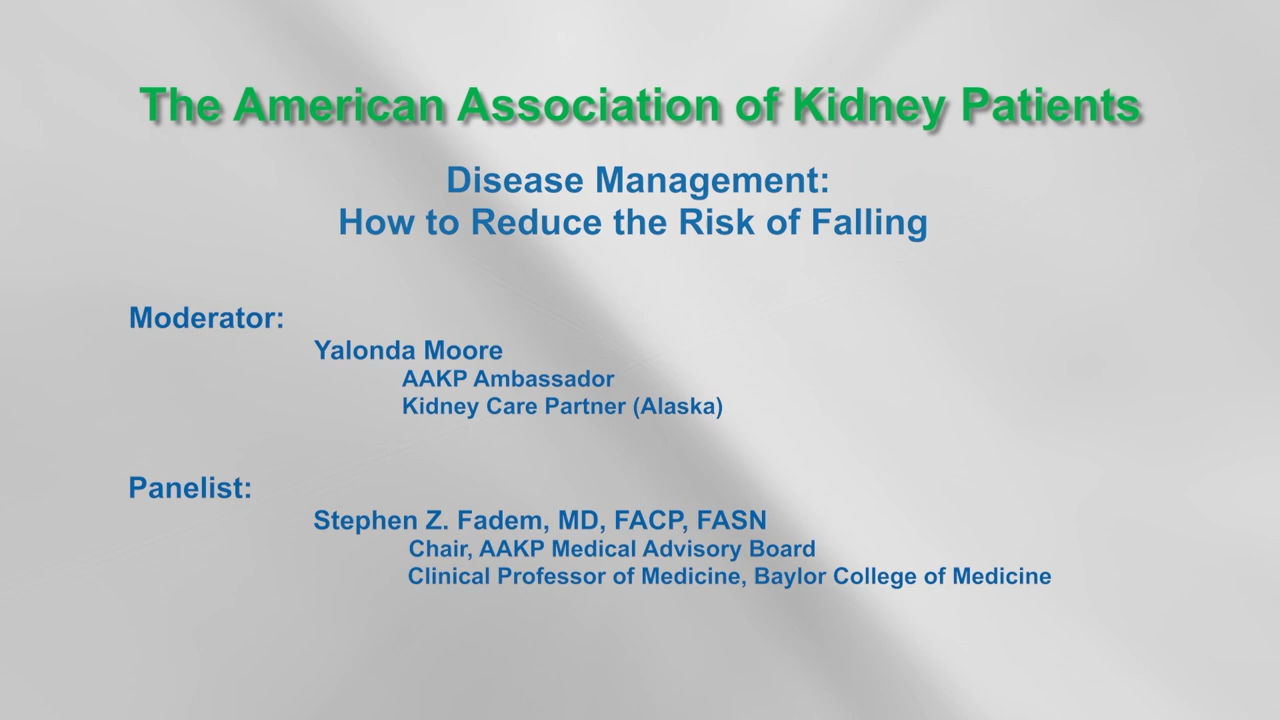 The American Association of Kidney Patients
Disease Management:
How to Reduce the Risk of Falling
Moderator:
Yalonda Moore
AAKP Ambassador
Kidney Care Partner (Alaska)
Panelist:
Stephen Z. Fadem, MD, FACP, FASN
Chair, AAKP Medical Advisory Board
Clinical Professor of Medicine, Baylor College of Medicine